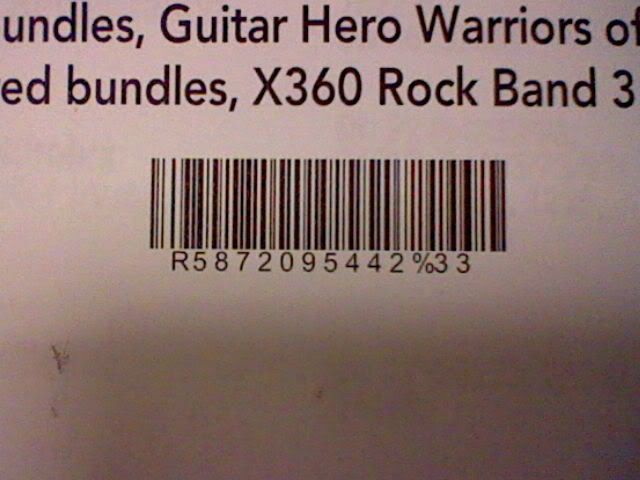 undles, Guitar Hero Warriors of
ed bundles, X360 Rock Band 3
R5872095442%33